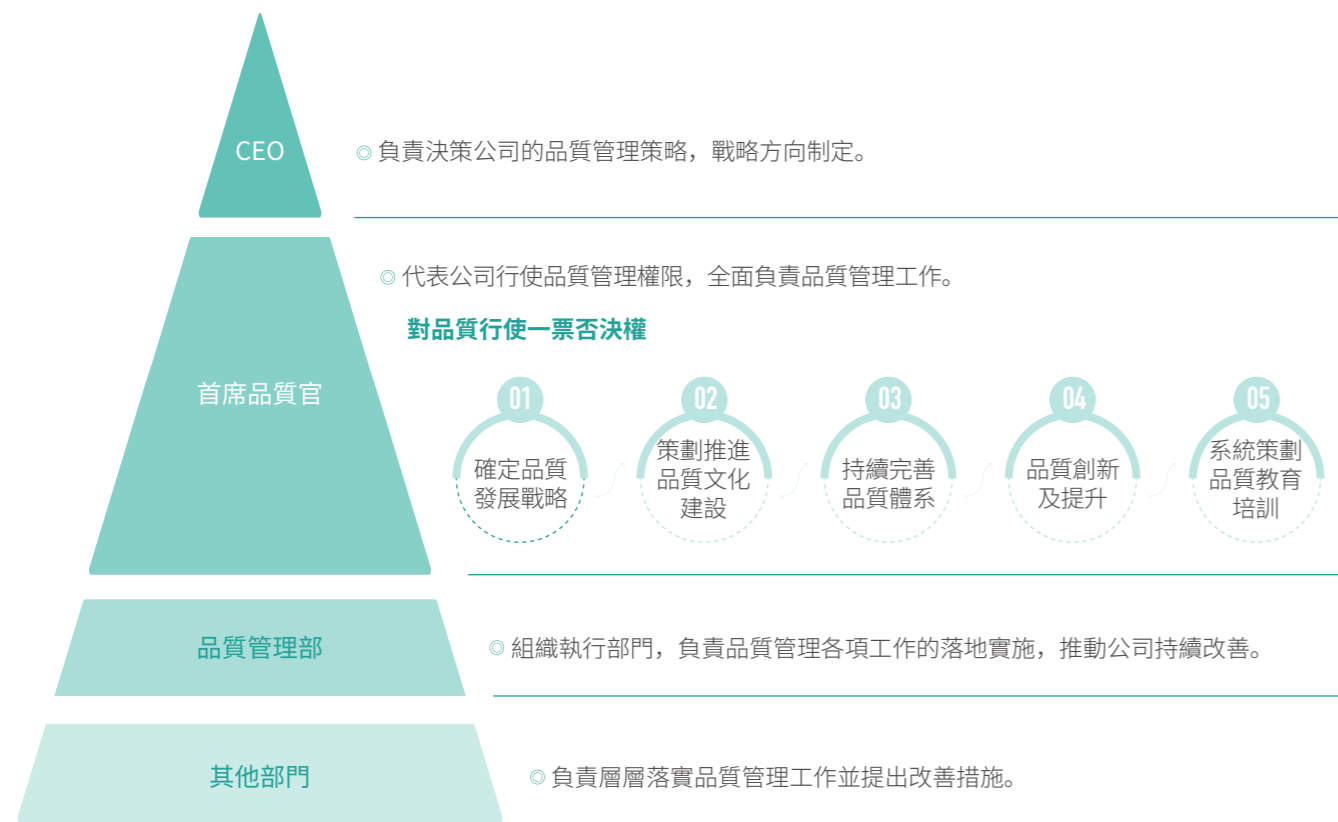 CEO
◎ 負責決策公司的品質管理策略，戰略方向制定。
首席品質官
◎ 代表公司行使品質管理權限，全面負責品質管理工作。
對品質行使一票否決權
01
確定品質
發展戰略
02
策劃推進
品質文化
建設
03
持續完善
品質體系
04
品質創新
及提升
05
系統策劃
品質教育
培訓
品質管理部
◎ 組織執行部門，負責品質管理各項工作的落地實施，推動公司持續改善。
其他部門
◎ 負責層層落實品質管理工作並提出改善措施。